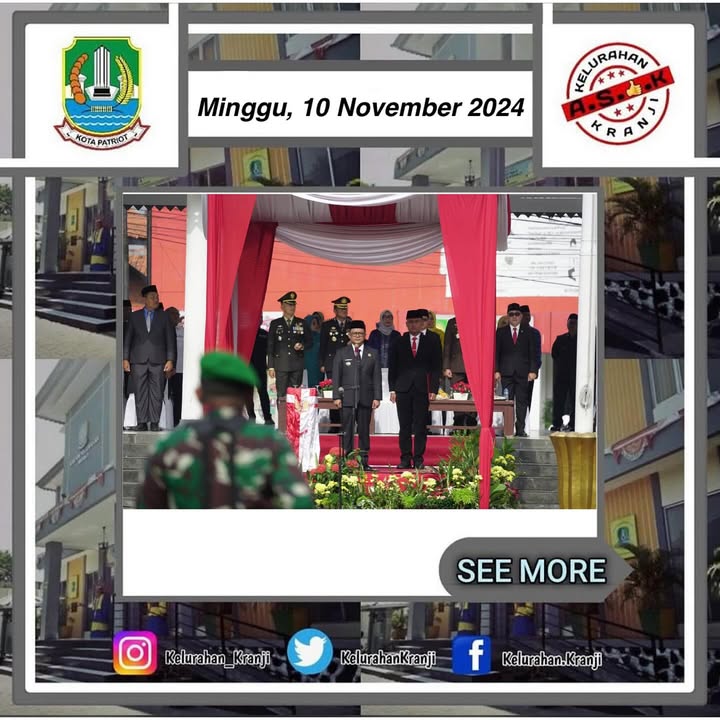 KOTA PATRIOT
Minggu, 10 November 2024
KELURAHAN
A.S.K
KRANJI
SEE MORE
Kelurahan_Kranji
KelurahanKranji
Kelurahan.Kranji